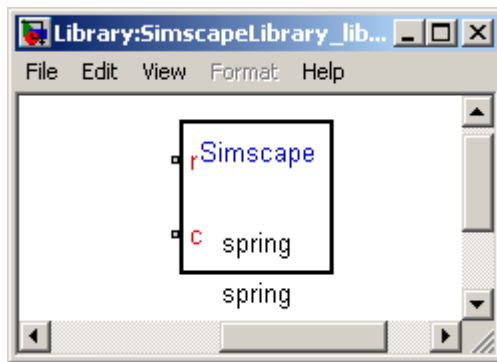 Library:SimscapeLibrary_lib...
File Edit View Format Help
r Simscape
c spring
spring